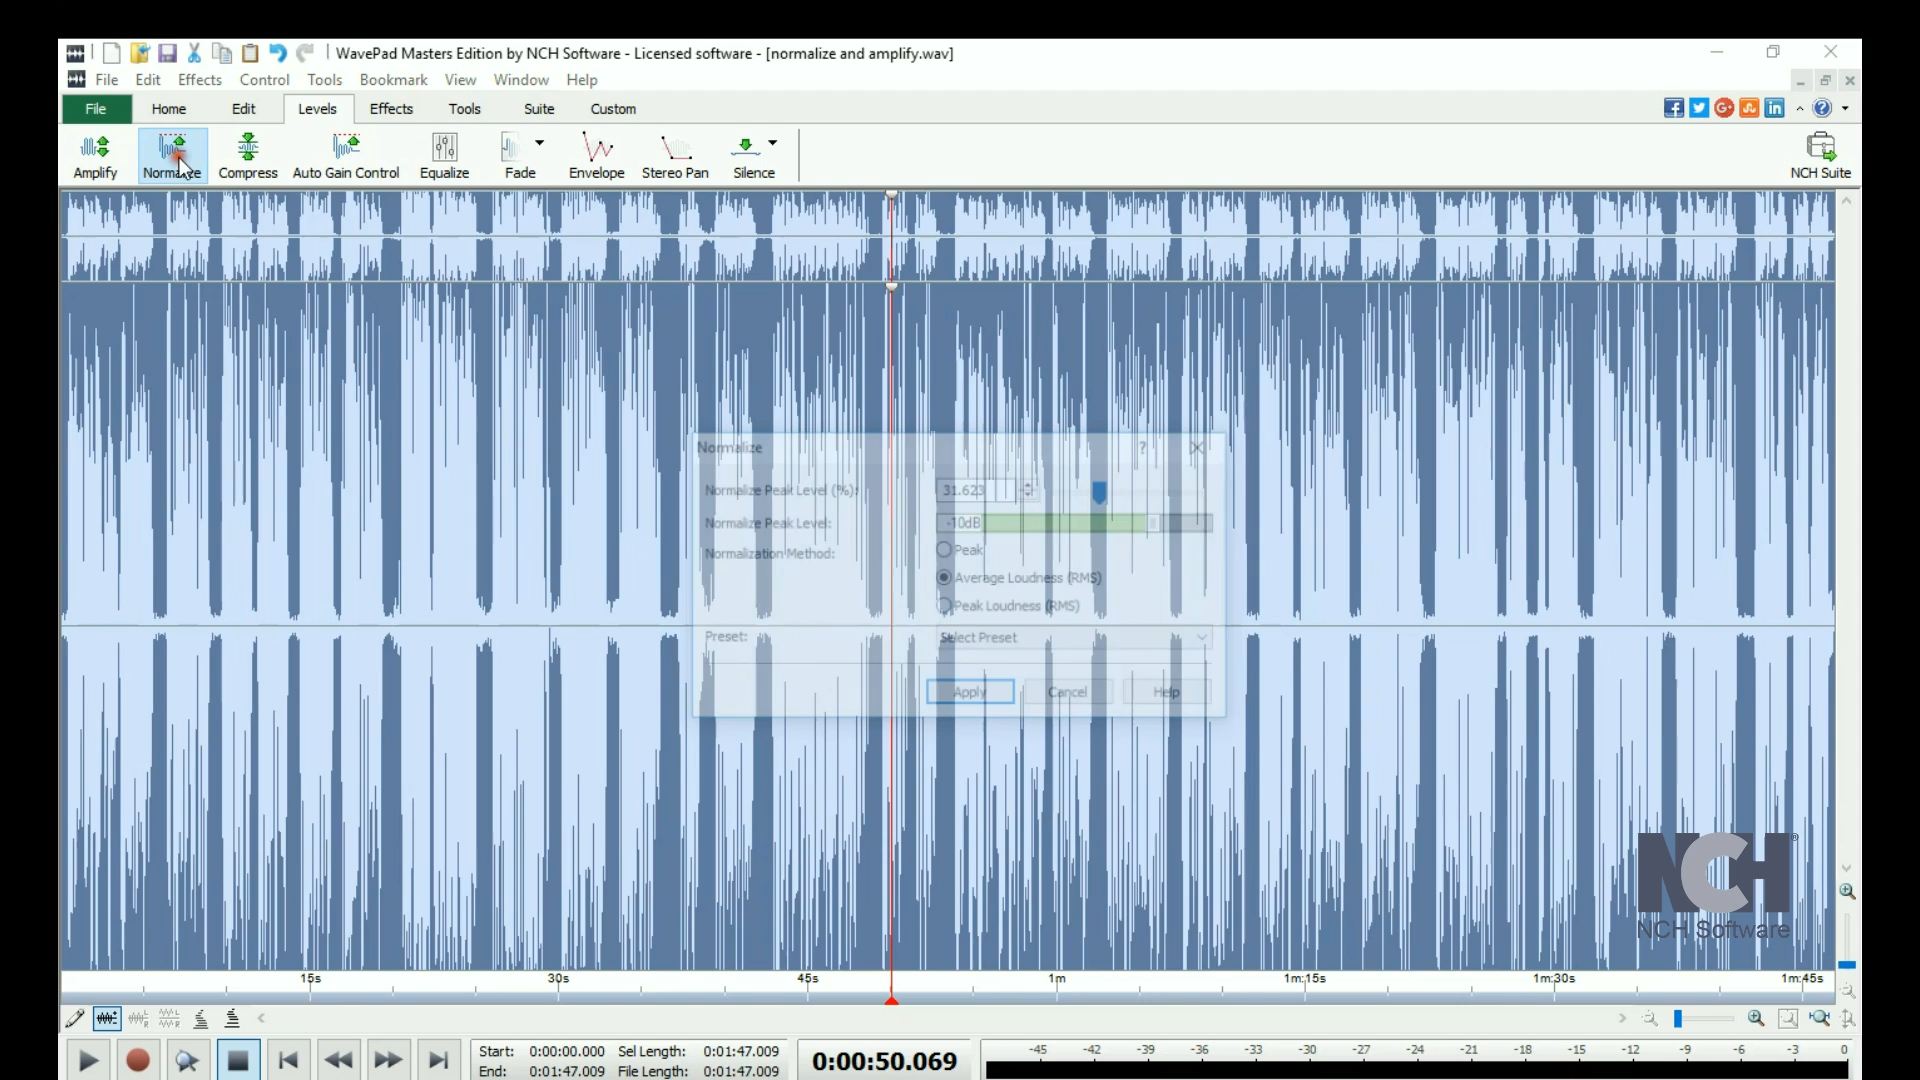 WavePad Masters Edition by NCH Software - Licensed software - [normalize and amplify.wav]
File Edit Effects Control Tools Bookmark View Window Help
File Home Edit Levels Effects Tools Suite Custom
Amplify Normalize Compress Auto Gain Control Equalize Fade Envelope Stereo Pan Silence NCH Suite
Normalize ?
Normalize Peak Level (%): 31.623
Normalize Peak Level: -10dB
Normalization Method: Peak
Average Loudness (RMS)
Peak Loudness (RMS)
Preset: Select Preset
Apply Cancel Help
NCH®
NCH Software
15s 30s 45s 1m 1m:15s 1m:30s 1m:45s
Start: 0:00:00.000 Sel Length: 0:01:47.009
End: 0:01:47.009 File Length: 0:01:47.009
0:00:50.069
-45 -42 -39 -36 -33 -30 -27 -24 -21 -18 -15 -12 -9 -6 -3 0